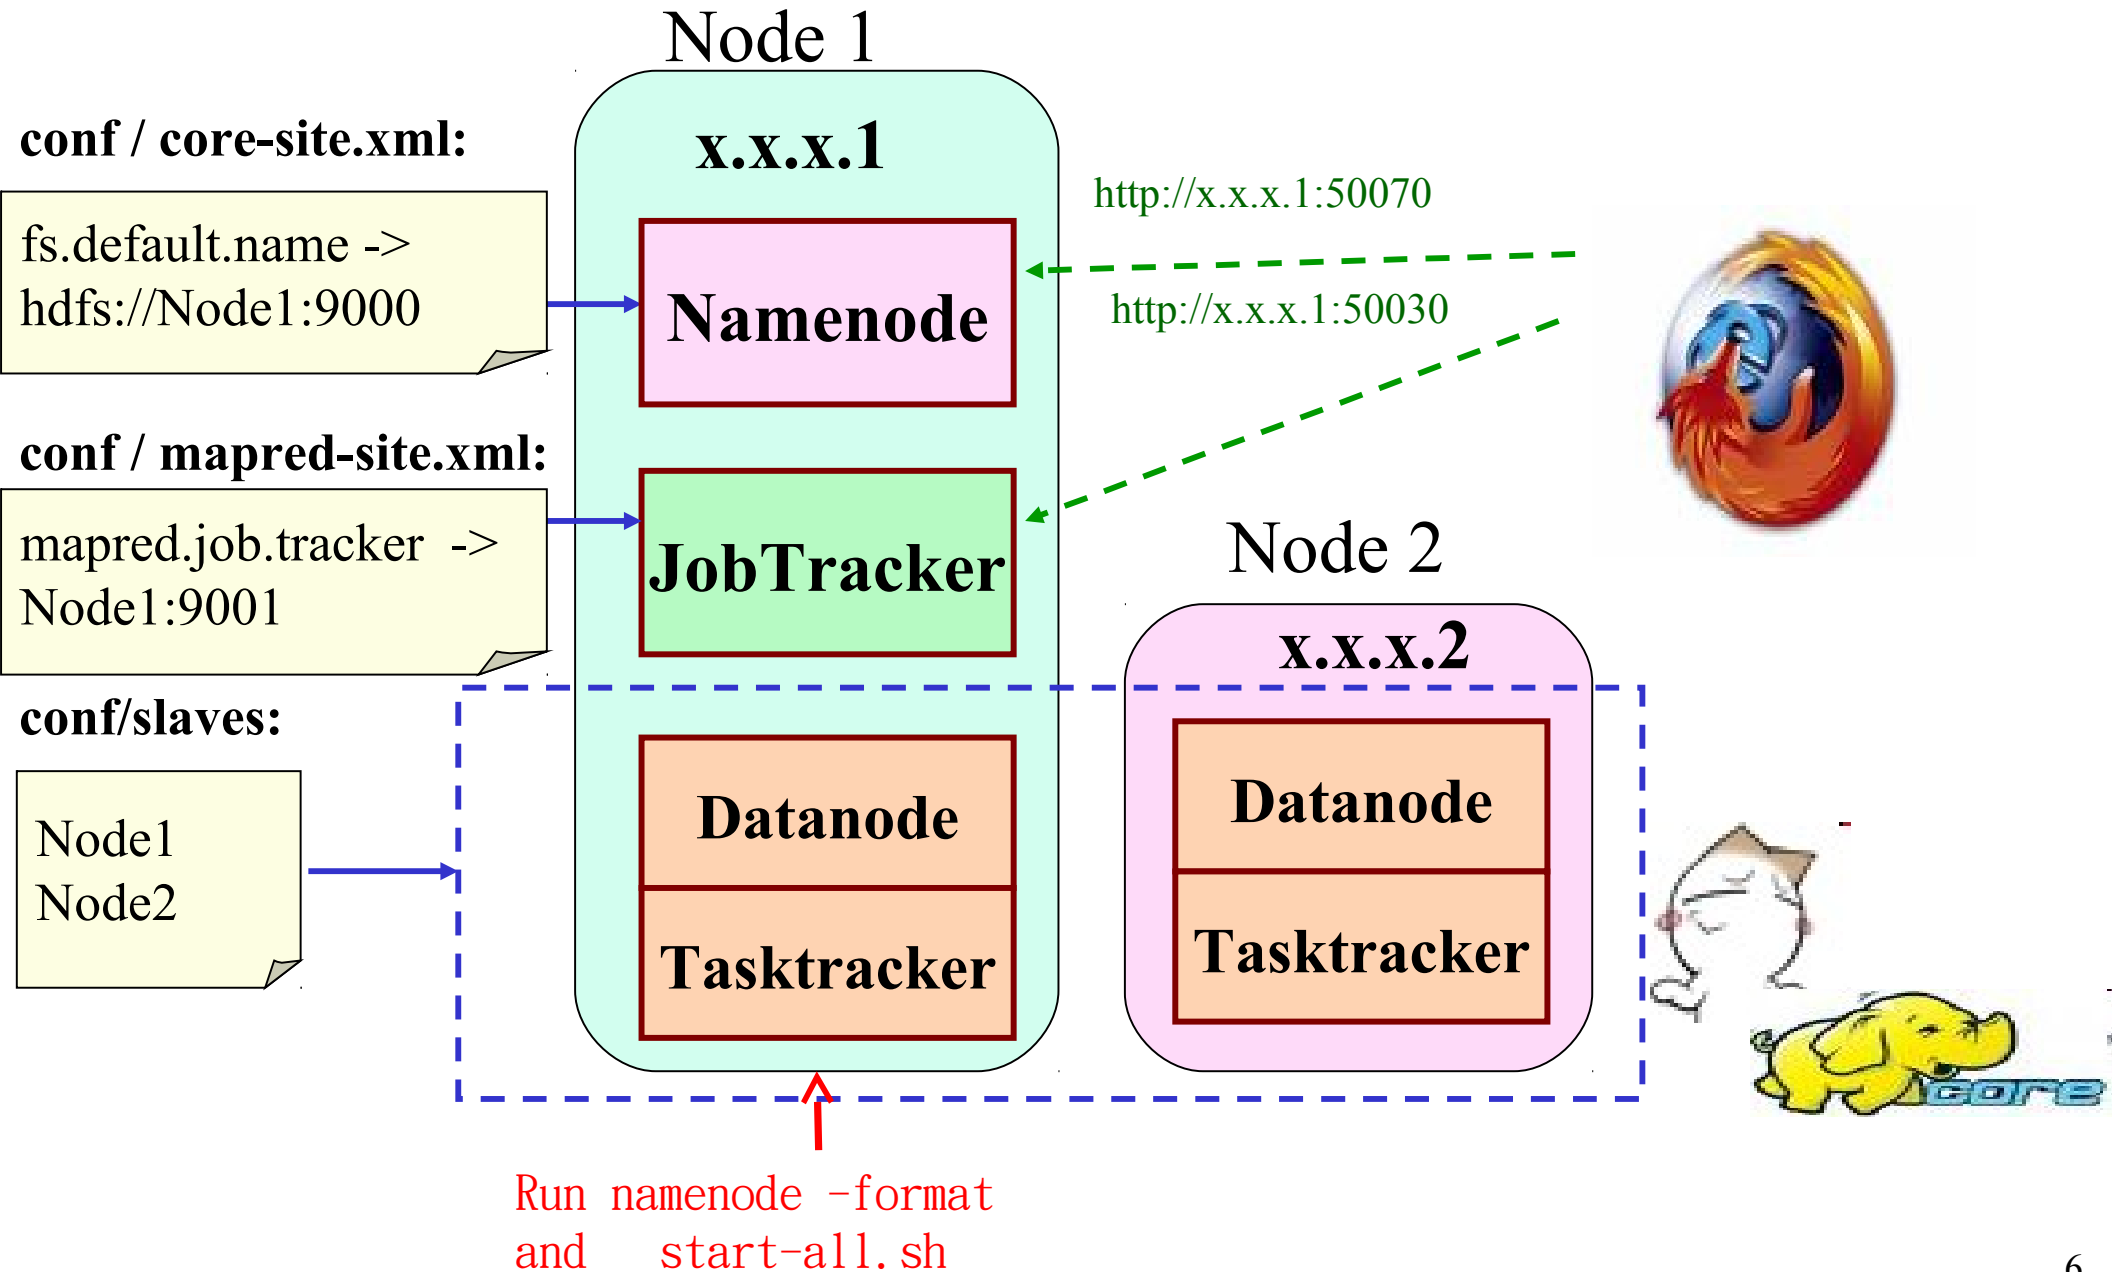 Node 1
conf / core-site.xml:
x.x.x.1
fs.default.name ->
hdfs://Node1:9000
Namenode
http://x.x.x.1:50070
http://x.x.x.1:50030
conf / mapred-site.xml:
mapred.job.tracker ->
Node1:9001
JobTracker
Node 2
x.x.x.2
conf/slaves:
Node1
Node2
Datanode
Tasktracker
Datanode
Tasktracker
core
Run namenode -format
and start-all.sh
6